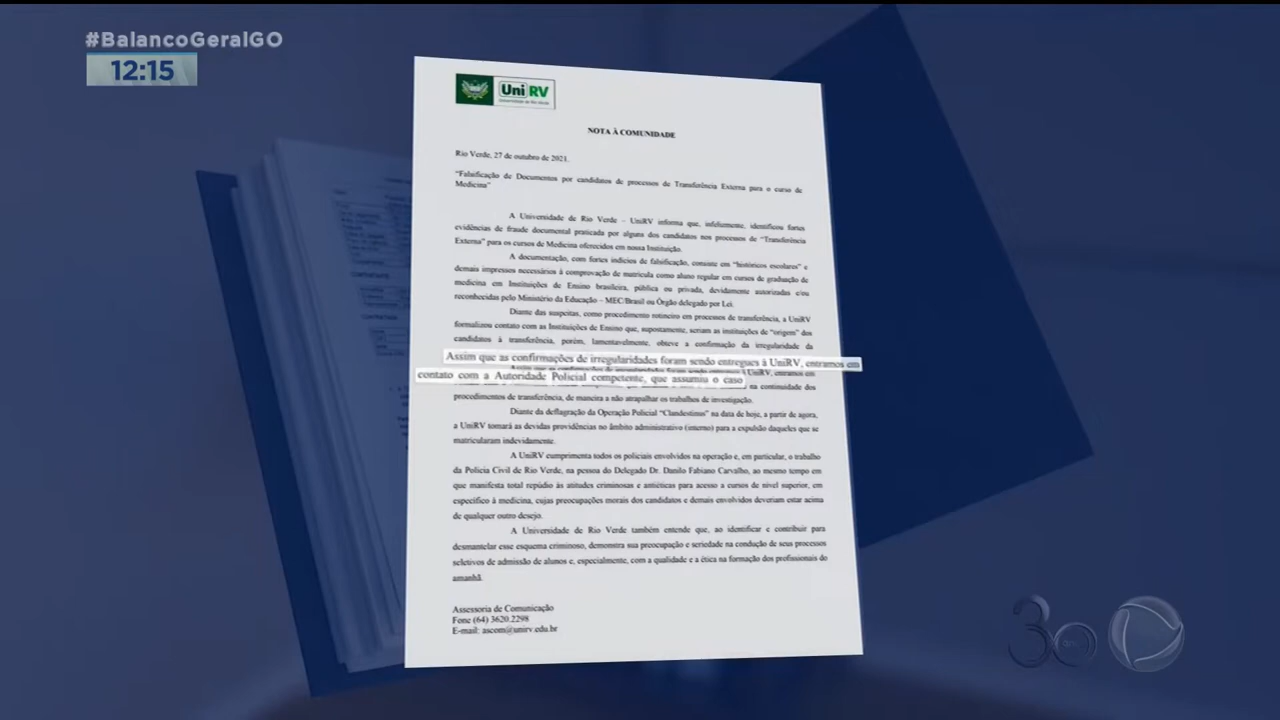 #BalancoGeralGO
12:15
UniRV
Universidade de Rio Verde
NOTA À COMUNIDADE
Rio Verde, 27 de outubro de 2021.
"Falsificação de Documentos por candidatos de processos de Transferência Externa para o curso de
Medicina"
A Universidade de Rio Verde – UniRV informa que, infelizmente, identificou fortes
evidências de fraude documental praticada por alguns dos candidatos nos processos de "Transferência
Externa" para os cursos de Medicina oferecidos em nossa Instituição.
A documentação, com fortes indícios de falsificação, consiste em "históricos escolares" e
demais impressos necessários à comprovação de matrícula como aluno regular em cursos de graduação de
medicina em Instituições de Ensino brasileira, pública ou privada, devidamente autorizadas e/ou
reconhecidas pelo Ministério da Educação – MEC/Brasil ou Órgão delegado por Lei.
Diante das suspeitas, como procedimento rotineiro em processos de transferência, a UniRV
formalizou contato com as Instituições de Ensino que, supostamente, seriam as instituições de "origem" dos
candidatos à transferência, porém, lamentavelmente, obteve a confirmação da irregularidade da
Assim que as confirmações de irregularidades foram sendo entregues à UniRV, entramos em
contato com a Autoridade Policial competente, que assumiu o caso
na continuidade dos
procedimentos de transferência, de maneira a não atrapalhar os trabalhos de investigação.
Diante da deflagração da Operação Policial "Clandestinus" na data de hoje, a partir de agora,
a UniRV tomará as devidas providências no âmbito administrativo (interno) para a expulsão daqueles que se
matricularam indevidamente.
A UniRV cumprimenta todos os policiais envolvidos na operação e, em particular, o trabalho
da Polícia Civil de Rio Verde, na pessoa do Delegado Dr. Danilo Fabiano Carvalho, ao mesmo tempo em
que manifesta total repúdio às atitudes criminosas e antiéticas para acesso a cursos de nível superior, em
específico à medicina, cujas preocupações morais dos candidatos e demais envolvidos deveriam estar acima
de qualquer outro desejo.
A Universidade de Rio Verde também entende que, ao identificar e contribuir para
desmantelar esse esquema criminoso, demonstra sua preocupação e seriedade na condução de seus processos
seletivos de admissão de alunos e, especialmente, com a qualidade e a ética na formação dos profissionais do
amanhã.
Assessoria de Comunicação
Fone (64) 3620.2298
E-mail: ascom@unirv.edu.br
30